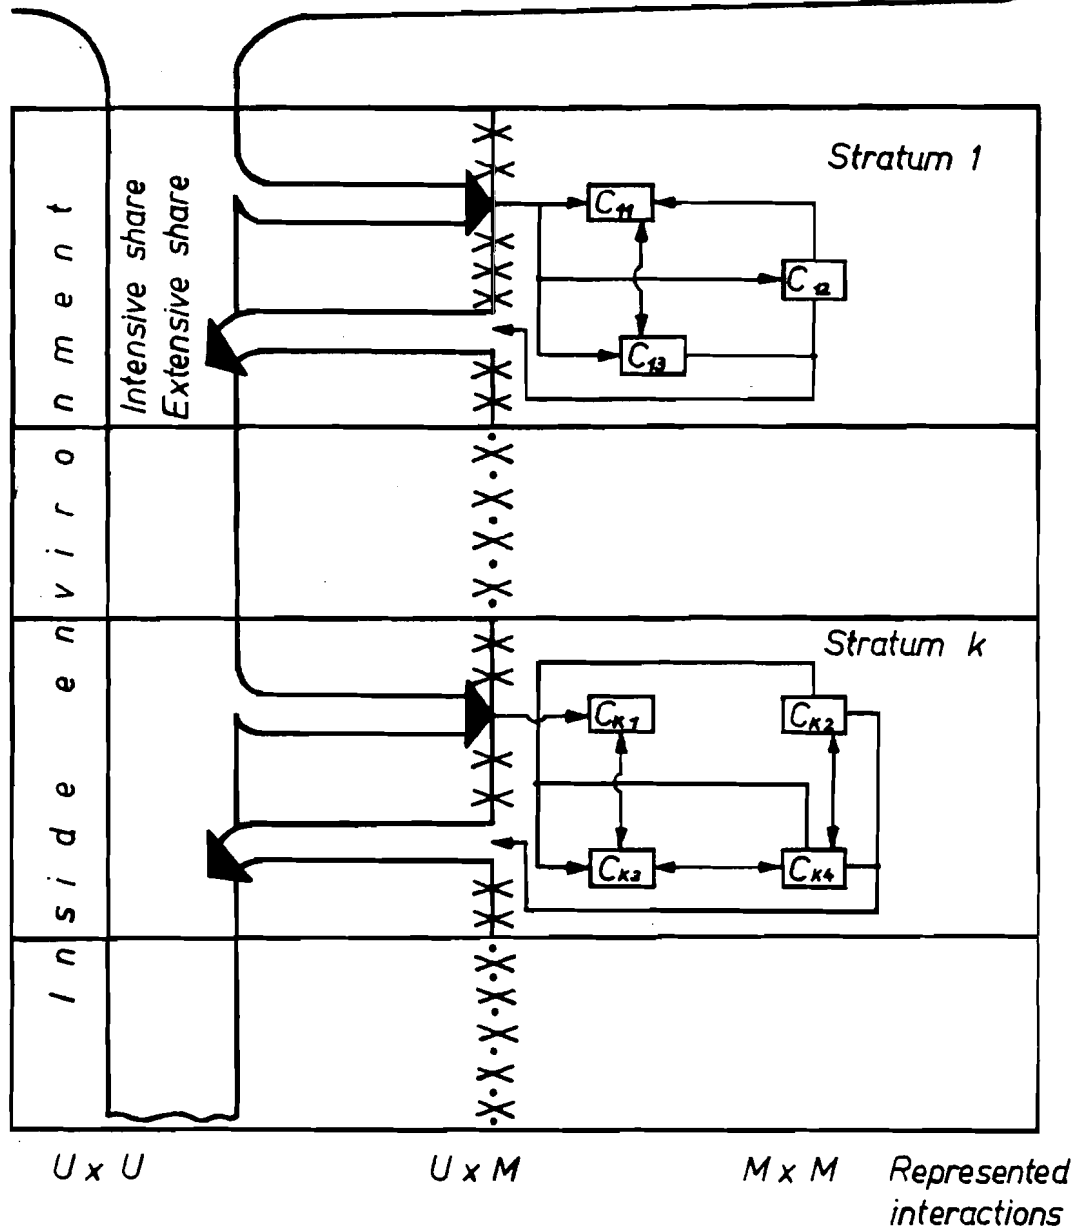 Inside environment
Intensive share
Extensive share
Stratum 1
C11
C12
C13
Stratum k
CK1
CK2
CK3
CK4
U x U
U x M
M x M
Represented
interactions